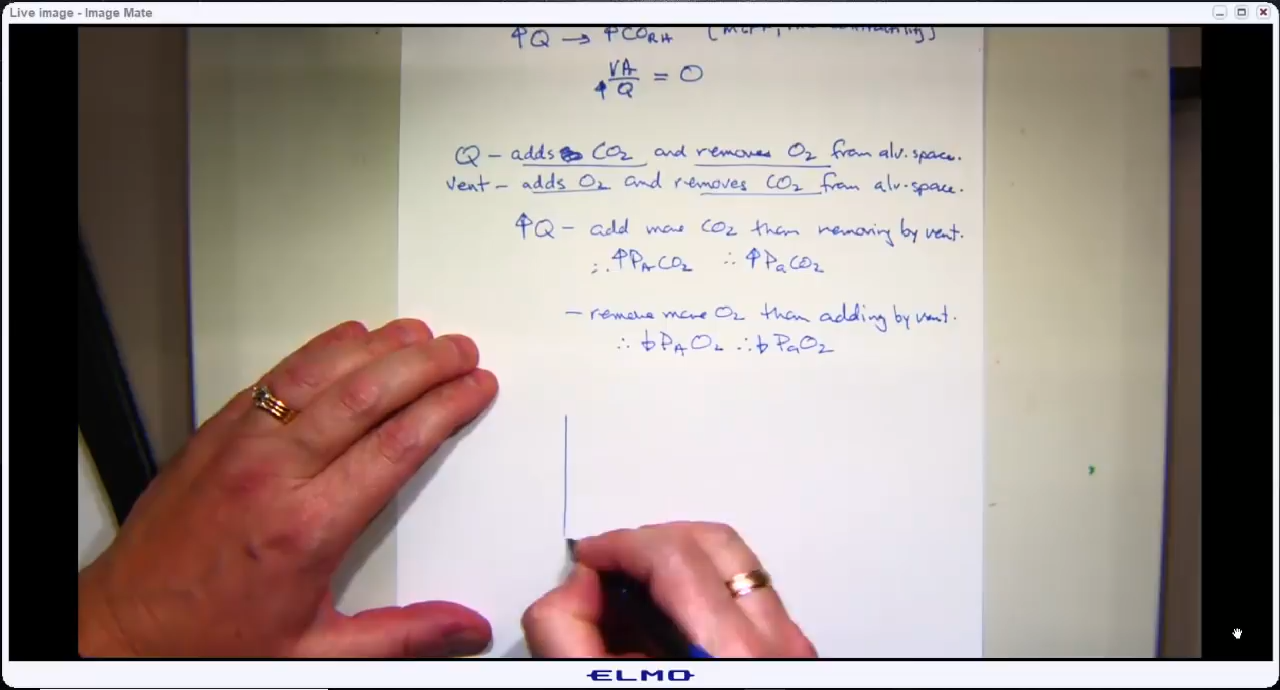 Live image - Image Mate
↑Q → ↑CO_RH
↑ VA/Q = 0
Q - adds CO₂ and removes O₂ from alv. space.
Vent - adds O₂ and removes CO₂ from alv. space.
↑Q - add more CO₂ than removing by vent.
∴ ↑PACO₂ ∴ ↑PaCO₂
- remove more O₂ than adding by vent.
∴ ↓PAO₂ ∴ ↓PaO₂
ELMO